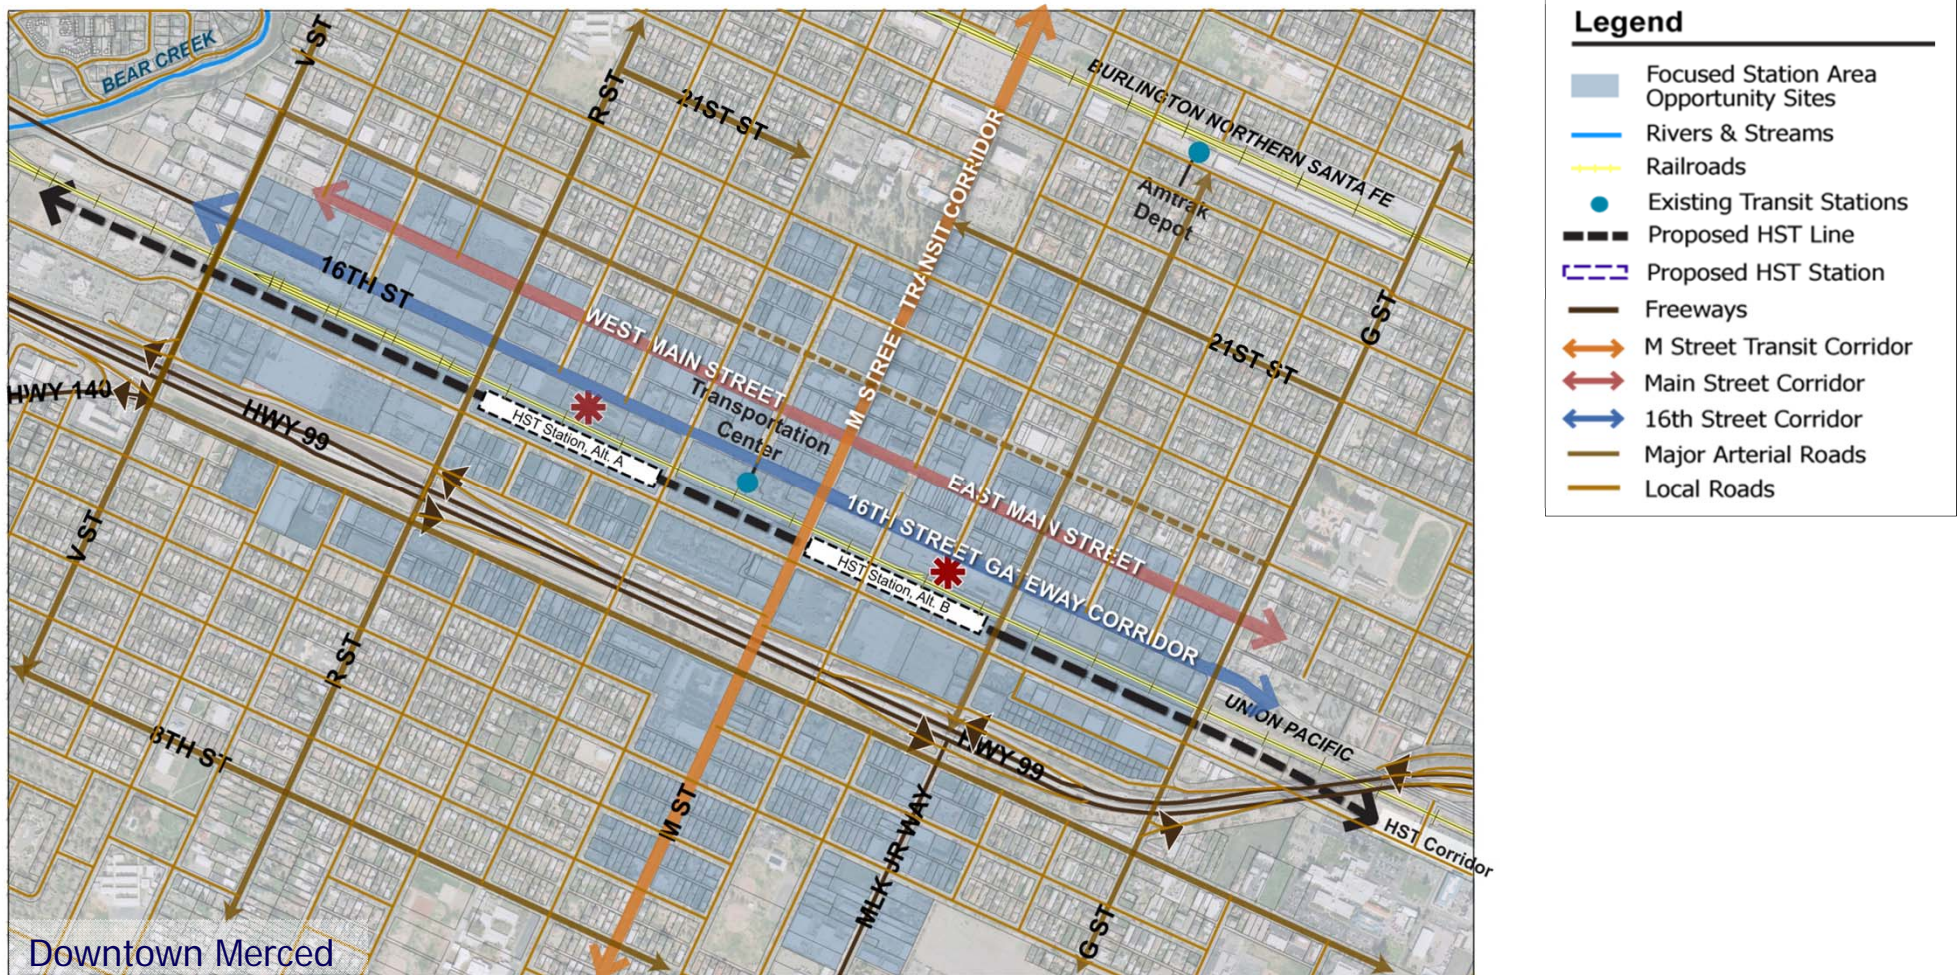 BEAR CREEK
V ST
R ST
21ST ST
BURLINGTON NORTHERN SANTA FE
Amtrak
Depot
M STREET TRANSIT CORRIDOR
16TH ST
WEST MAIN STREET
Transportation
Center
G ST
21ST ST
HWY 140
HWY 99
HST Station, Alt. A
EAST MAIN STREET
16TH STREET GATEWAY CORRIDOR
HST Station, Alt. B
V ST
R ST
UNION PACIFIC
HWY 99
8TH ST
M ST
MLK JR WAY
HST Corridor
G ST
Downtown Merced
Legend
Focused Station Area
Opportunity Sites
Rivers & Streams
Railroads
Existing Transit Stations
Proposed HST Line
Proposed HST Station
Freeways
M Street Transit Corridor
Main Street Corridor
16th Street Corridor
Major Arterial Roads
Local Roads